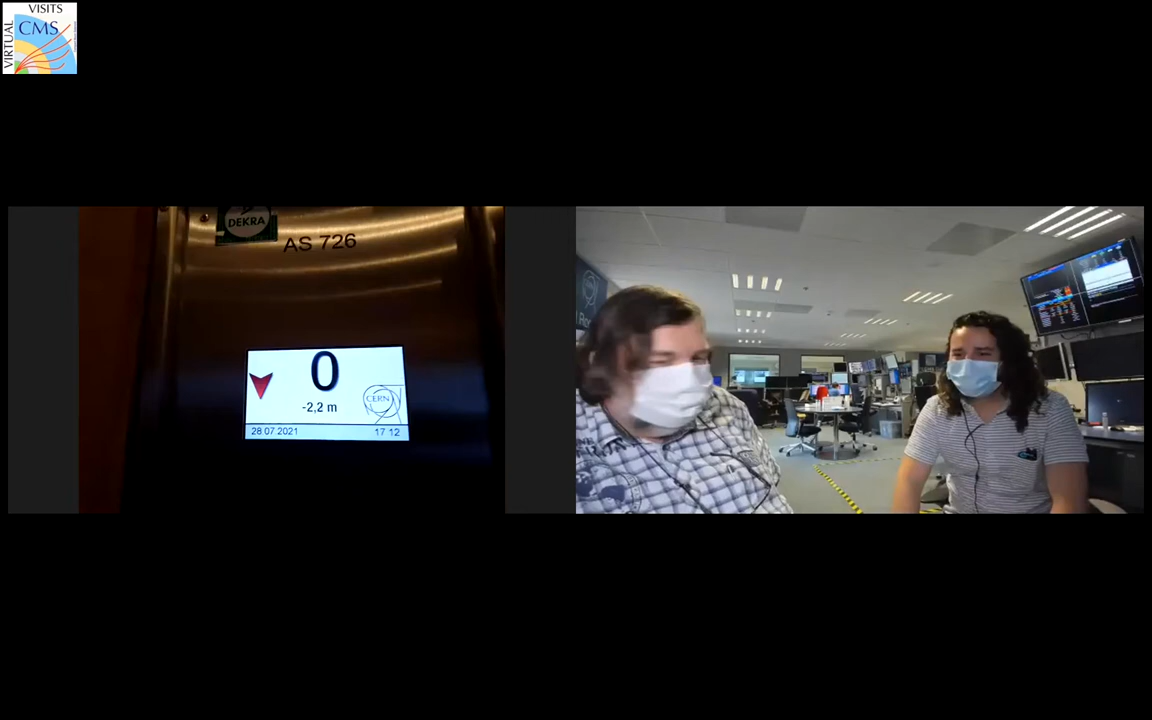 VISITS
CMS
VIRTUAL
DEKRA
AS 726
0
-2,2 m
CERN
28 07 2021 17 12